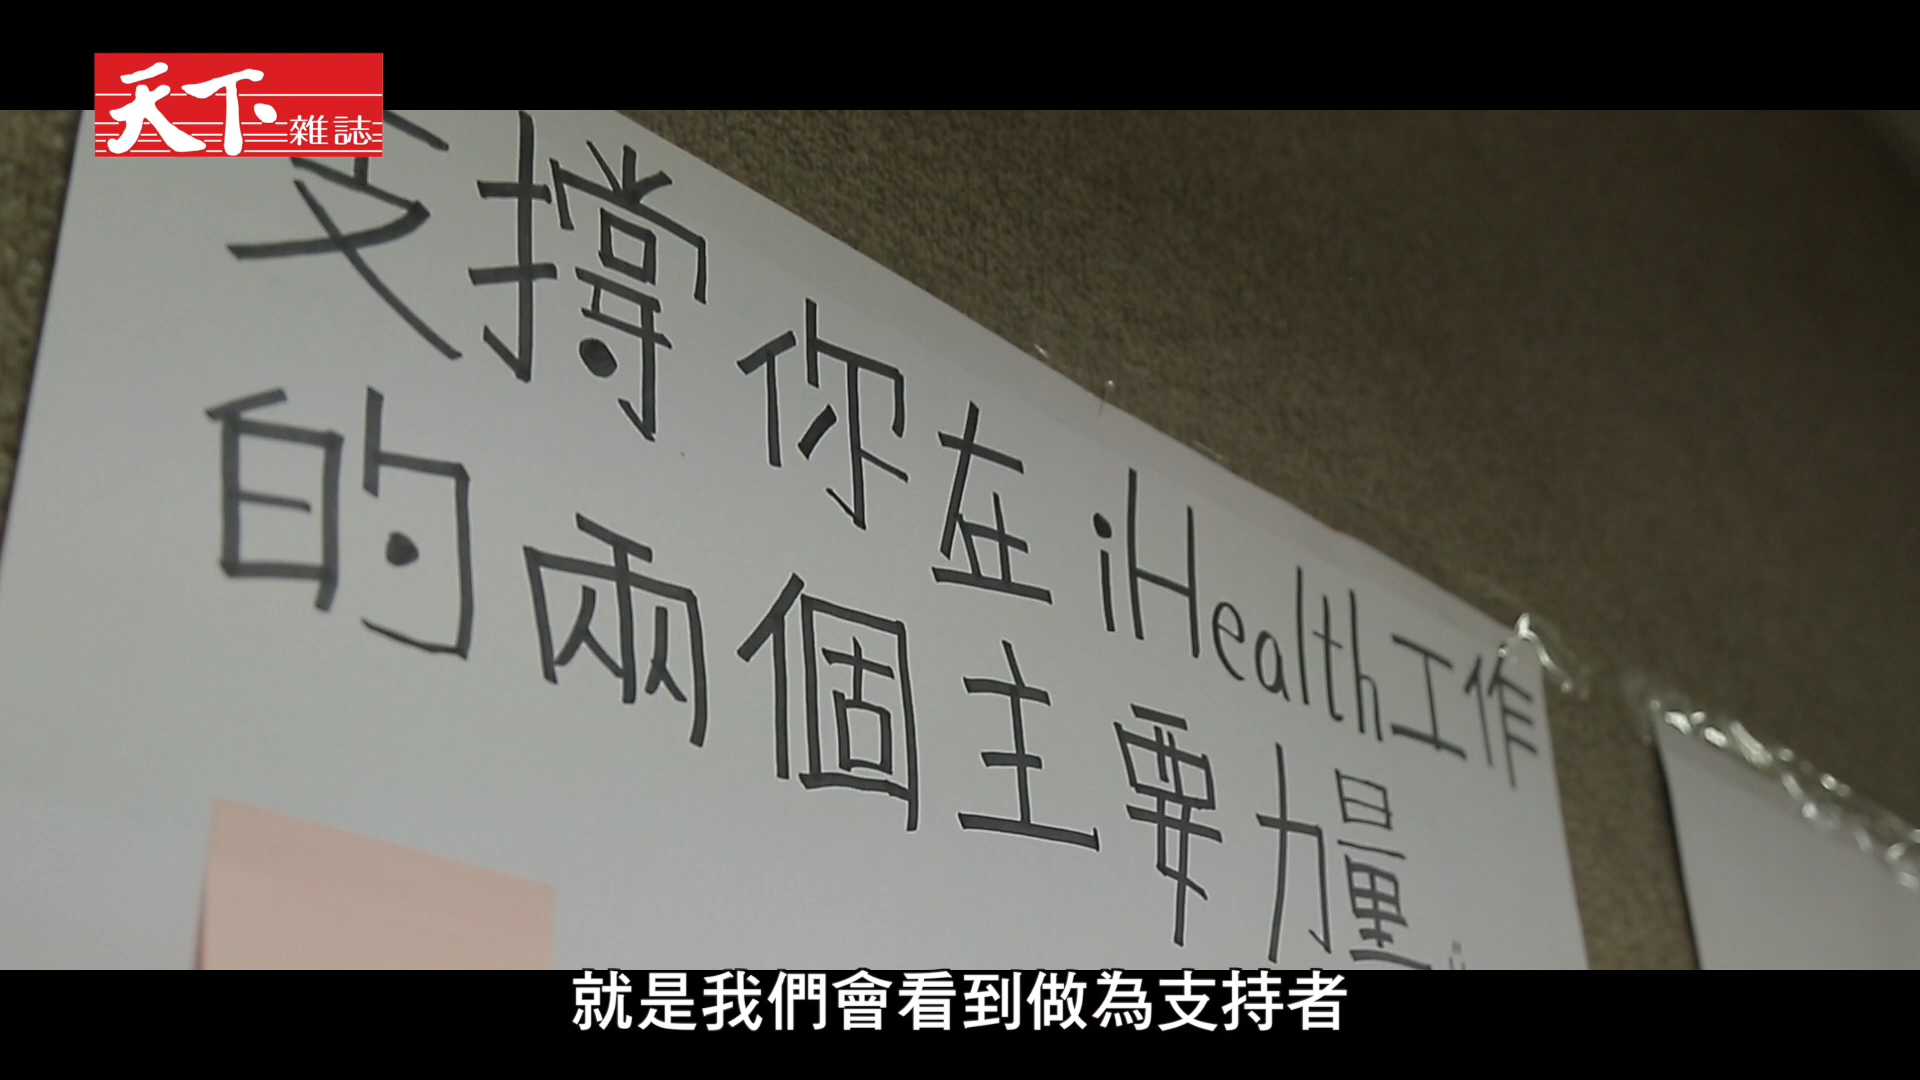 天下雜誌
支撐你在iHealth工作
的兩個主要力量
就是我們會看到做為支持者